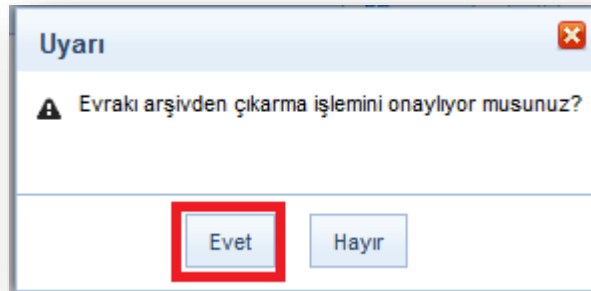 Uyarı
Evrakı arşivden çıkarma işlemini onaylıyor musunuz?
Evet
Hayır